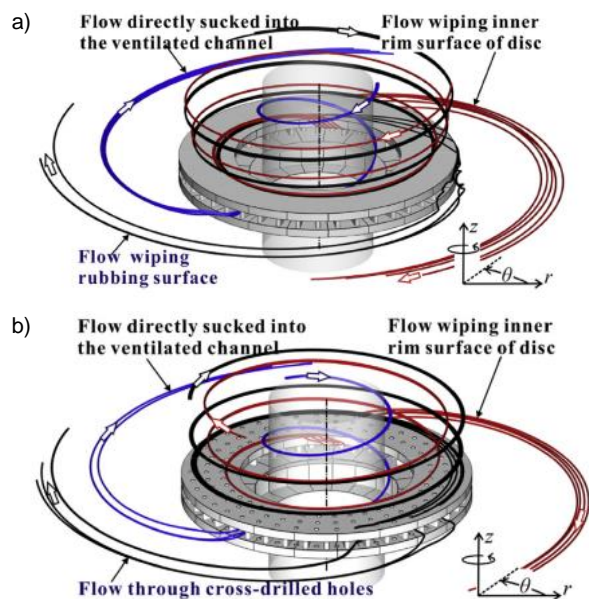 a)
Flow directly sucked into
the ventilated channel
Flow wiping inner
rim surface of disc
Flow wiping
rubbing surface
z
θ
r
b)
Flow directly sucked into
the ventilated channel
Flow wiping inner
rim surface of disc
Flow through cross-drilled holes
z
θ
r